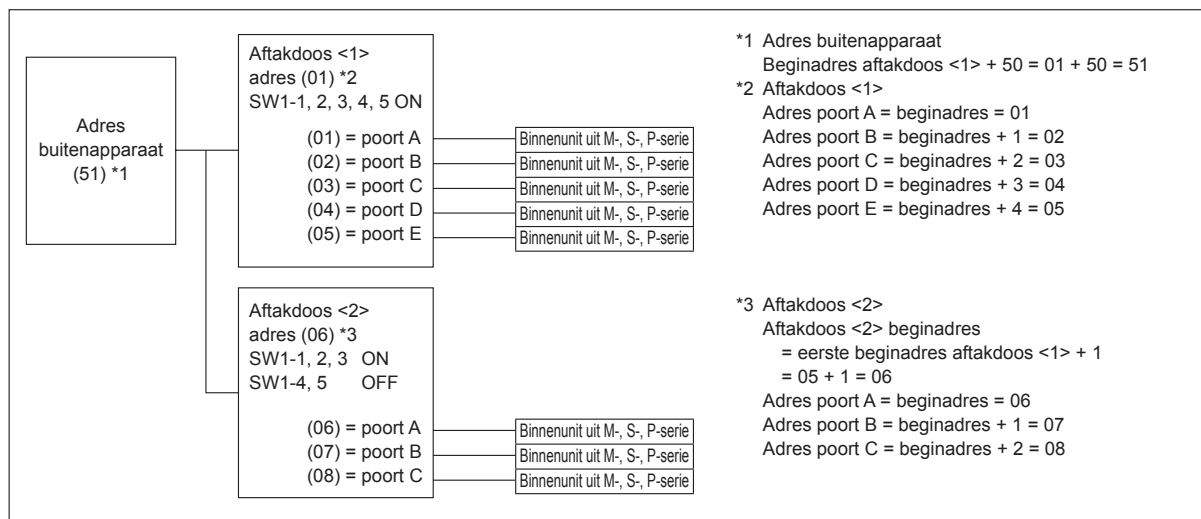 Adres
buitenapparaat
(51) *1
Aftakdoos <1>
adres (01) *2
SW1-1, 2, 3, 4, 5 ON
(01) = poort A
(02) = poort B
(03) = poort C
(04) = poort D
(05) = poort E
Binnenunit uit M-, S-, P-serie
Binnenunit uit M-, S-, P-serie
Binnenunit uit M-, S-, P-serie
Binnenunit uit M-, S-, P-serie
Binnenunit uit M-, S-, P-serie
Aftakdoos <2>
adres (06) *3
SW1-1, 2, 3 ON
SW1-4, 5 OFF
(06) = poort A
(07) = poort B
(08) = poort C
Binnenunit uit M-, S-, P-serie
Binnenunit uit M-, S-, P-serie
Binnenunit uit M-, S-, P-serie
*1 Adres buitenapparaat
Beginadres aftakdoos <1> + 50 = 01 + 50 = 51
*2 Aftakdoos <1>
Adres poort A = beginadres = 01
Adres poort B = beginadres + 1 = 02
Adres poort C = beginadres + 2 = 03
Adres poort D = beginadres + 3 = 04
Adres poort E = beginadres + 4 = 05
*3 Aftakdoos <2>
Aftakdoos <2> beginadres
= eerste beginadres aftakdoos <1> + 1
= 05 + 1 = 06
Adres poort A = beginadres = 06
Adres poort B = beginadres + 1 = 07
Adres poort C = beginadres + 2 = 08